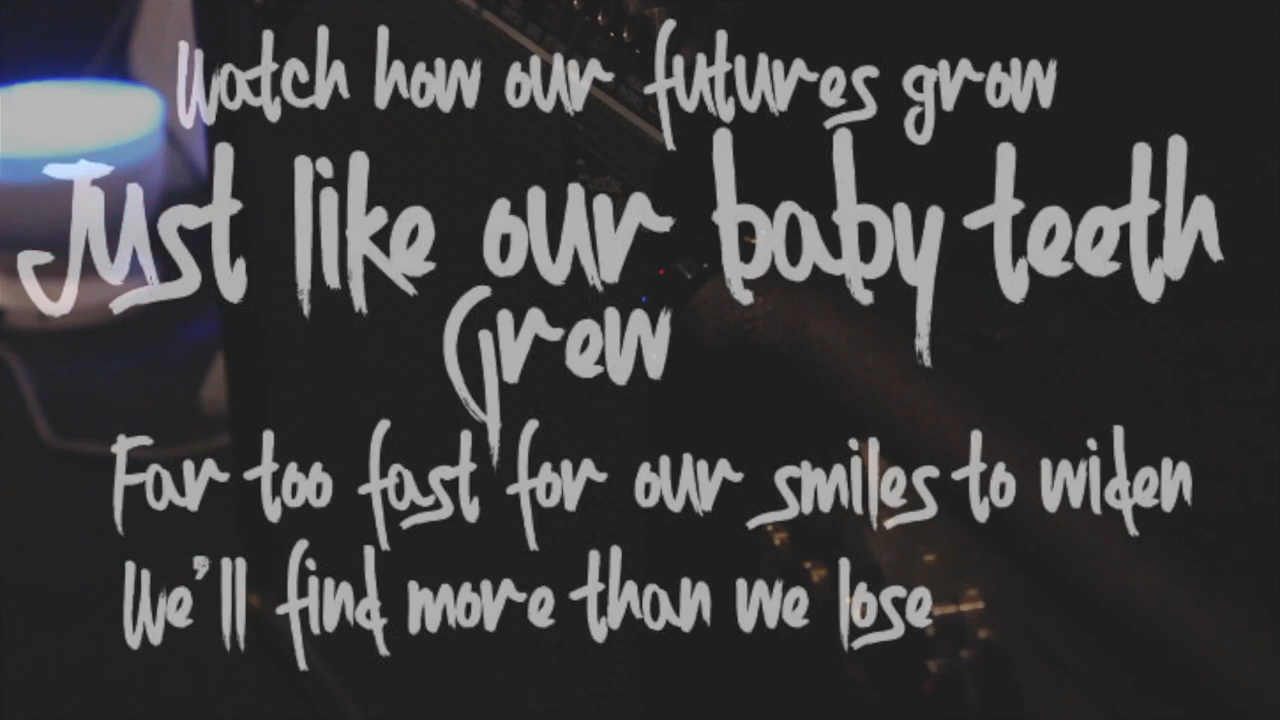 Watch how our futures grow
Just like our baby teeth
Grew
Far too fast for our smiles to widen
We'll find more than we lose